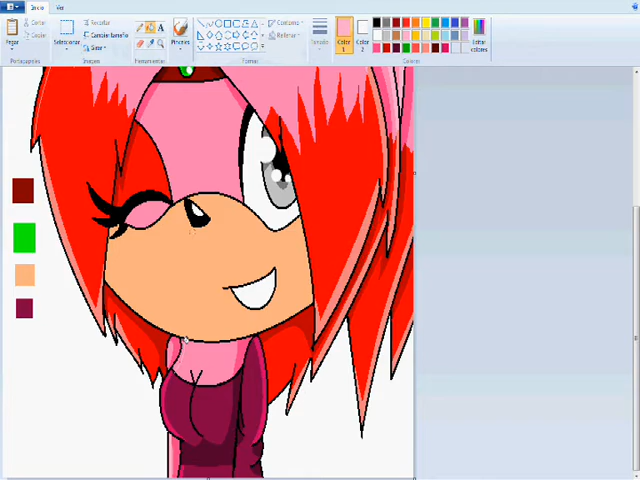 Inicio Ver
Pegar
Cortar
Copiar
Seleccionar
Recortar
Cambiar tamaño
Girar
A
Pinceles
Contorno
Rellenar
Tamaño
Color 1
Color 2
Editar colores
Portapapeles Imagen Herramientas Formas Colores